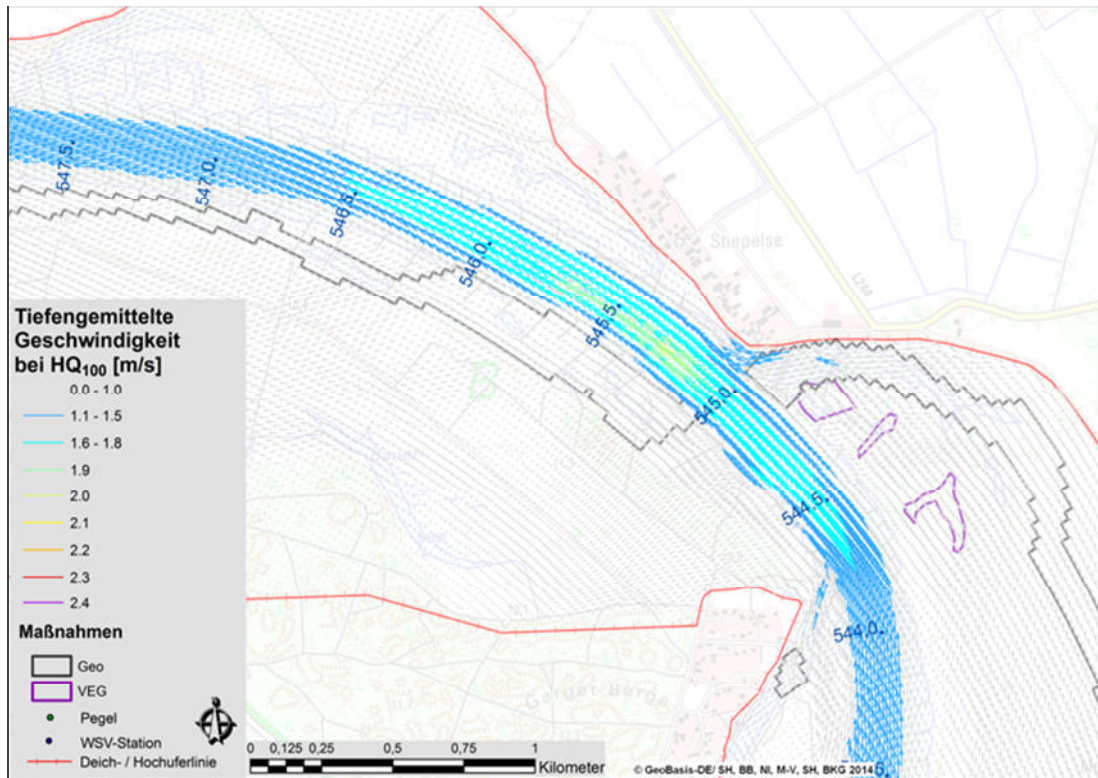 547.5.
547.0.
546.5.
546.0.
545.5.
545.0.
544.5.
544.0.
Stiepelse
Garger Berge
Tiefengemittelte
Geschwindigkeit
bei HQ100 [m/s]
0.0 - 1.0
1.1 - 1.5
1.6 - 1.8
1.9
2.0
2.1
2.2
2.3
2.4
Maßnahmen
Geo
VEG
Pegel
WSV-Station
Deich- / Hochuferlinie
0 0,125 0,25 0,5 0,75 1
Kilometer
© GeoBasis-DE/ SH, BB, NI, M-V, SH, BKG 2014